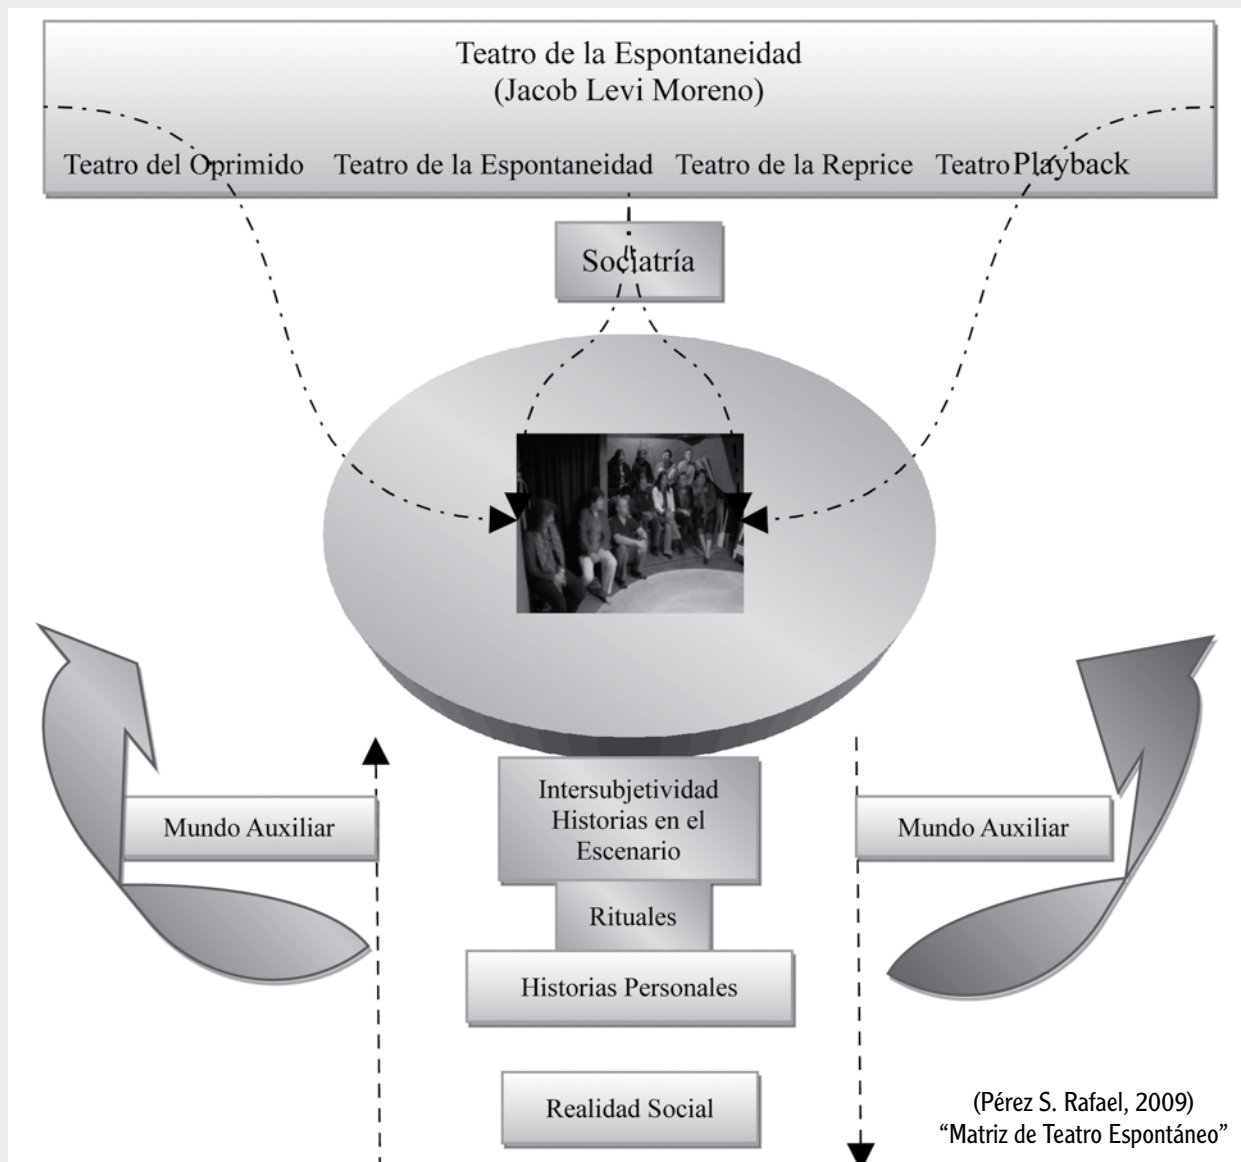 Teatro de la Espontaneidad
(Jacob Levi Moreno)
Teatro del Oprimido Teatro de la Espontaneidad Teatro de la Reprice Teatro Playback
Sociatría
Mundo Auxiliar
Intersubjetividad
Historias en el
Escenario
Mundo Auxiliar
Rituales
Historias Personales
Realidad Social
(Pérez S. Rafael, 2009)
“Matriz de Teatro Espontáneo”